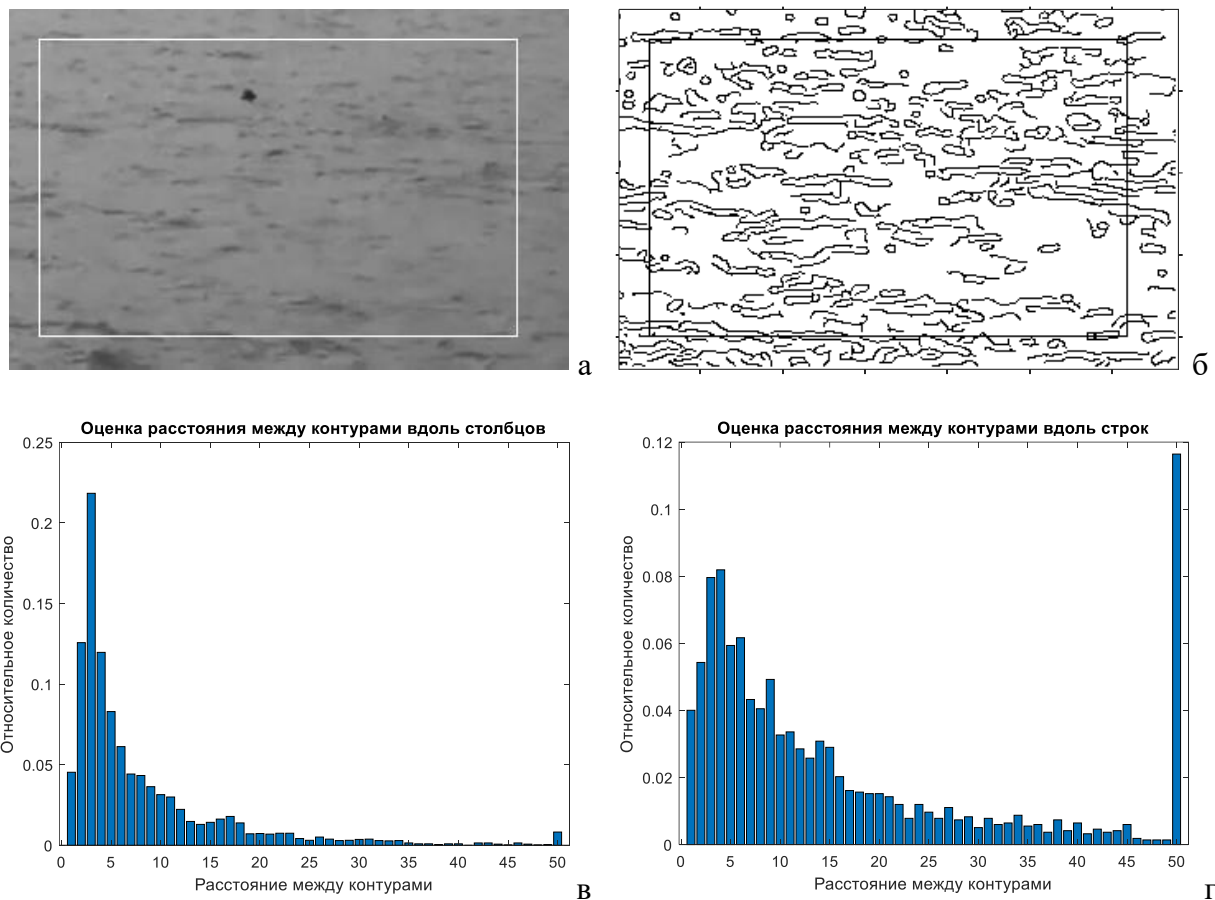 а
б
Оценка расстояния между контурами вдоль столбцов
0.25
0.2
0.15
0.1
0.05
0
Относительное количество
0 5 10 15 20 25 30 35 40 45 50
Расстояние между контурами
в
Оценка расстояния между контурами вдоль строк
0.12
0.1
0.08
0.06
0.04
0.02
0
Относительное количество
0 5 10 15 20 25 30 35 40 45 50
Расстояние между контурами
г